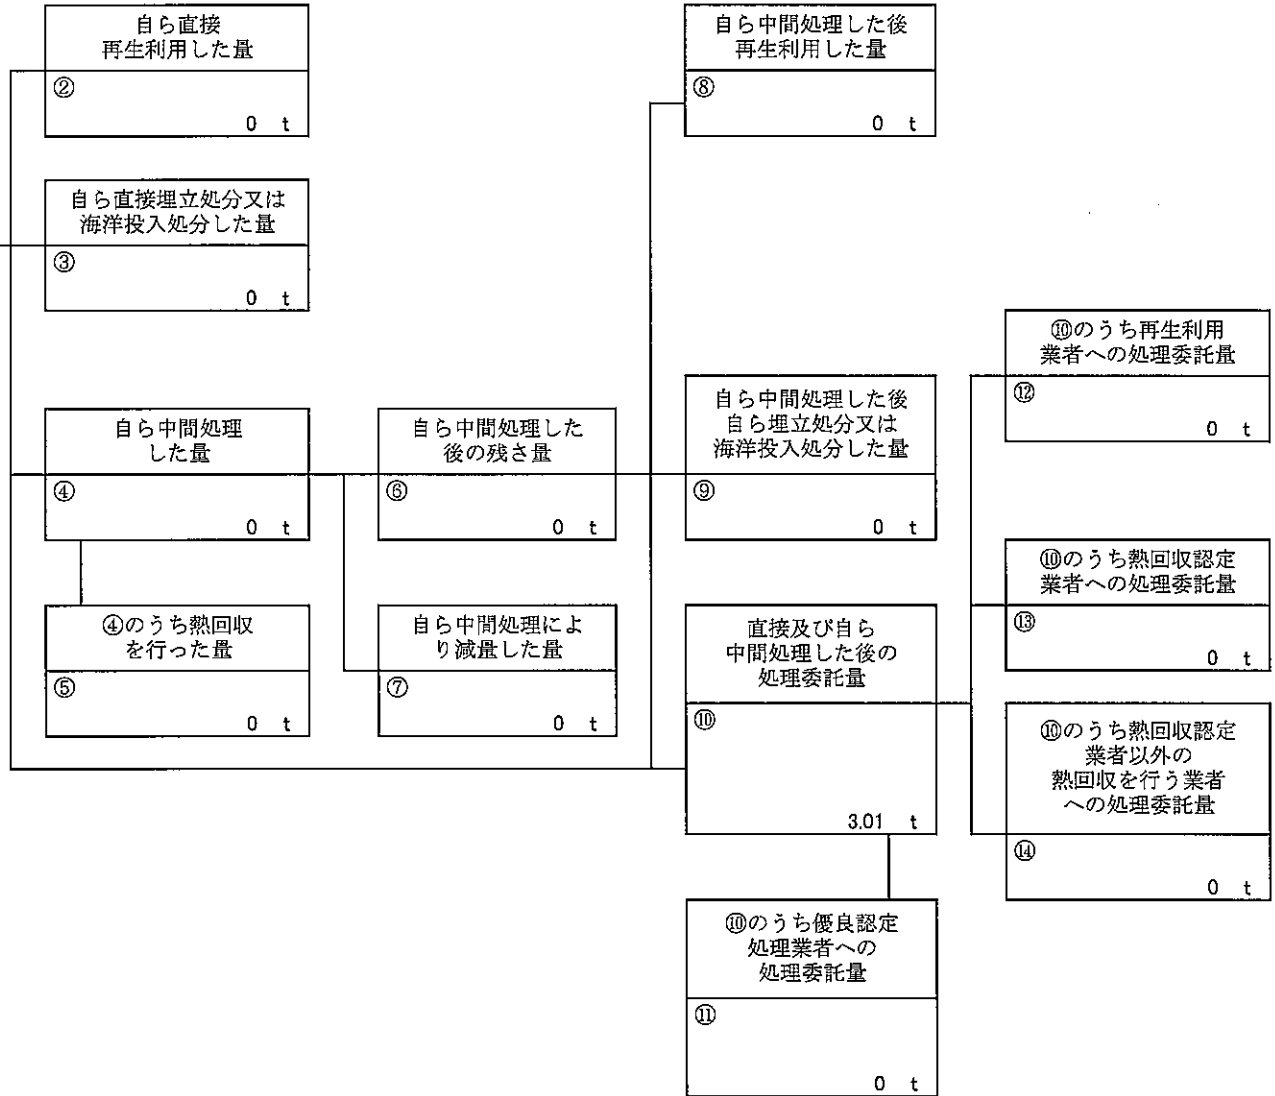 自ら直接
再生利用した量
②
0 t
自ら直接埋立処分又は
海洋投入処分した量
③
0 t
自ら中間処理
した量
④
0 t
④のうち熱回収
を行った量
⑤
0 t
自ら中間処理した
後の残さ量
⑥
0 t
自ら中間処理によ
り減量した量
⑦
0 t
自ら中間処理した後
再生利用した量
⑧
0 t
自ら中間処理した後
自ら埋立処分又は
海洋投入処分した量
⑨
0 t
直接及び自ら
中間処理した後の
処理委託量
⑩
3.01 t
⑩のうち優良認定
処理業者への
処理委託量
⑪
0 t
⑩のうち再生利用
業者への処理委託量
⑫
0 t
⑩のうち熱回収認定
業者への処理委託量
⑬
0 t
⑩のうち熱回収認定
業者以外の
熱回収を行う業者
への処理委託量
⑭
0 t